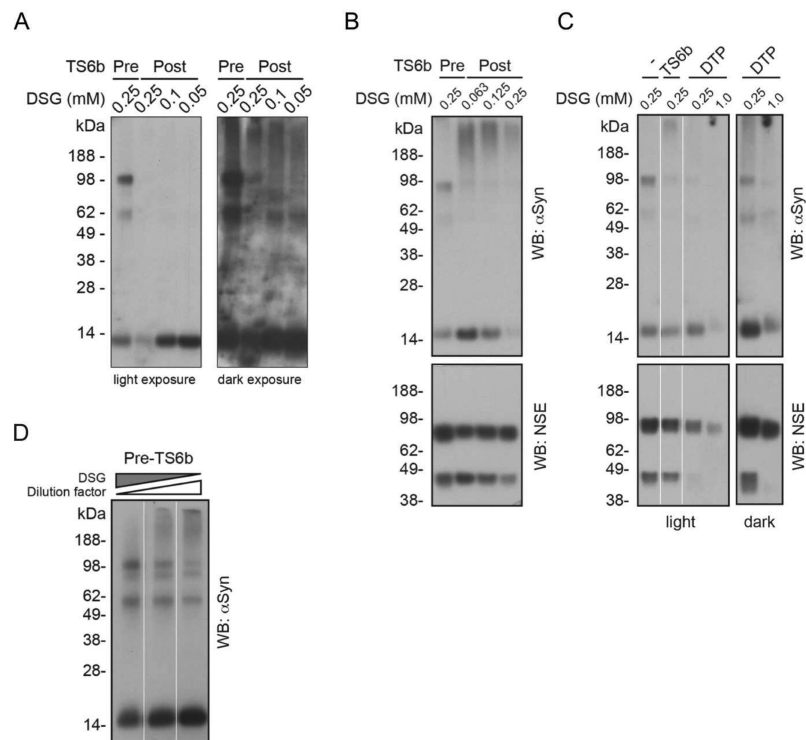 A
TS6b Pre Post Pre Post
DSG (mM) 0.25 0.25 0.1 0.05 0.25 0.25 0.1 0.05
kDa
188 -
98 -
62 -
49 -
38 -
28 -
14 -
light exposure dark exposure
B
TS6b Pre Post
DSG (mM) 0.25 0.063 0.125 0.25
kDa
188-
98-
62-
49-
38-
28-
14-
WB: αSyn
188-
98-
62-
49-
38-
WB: NSE
C
- TS6b DTP DTP
DSG (mM) 0.25 0.25 0.25 1.0 0.25 1.0
kDa
188-
98-
62-
49-
38-
28-
14-
WB: αSyn
188-
98-
62-
49-
38-
WB: NSE
light dark
D
Pre-TS6b
DSG
Dilution factor
kDa
188-
98-
62-
49-
38-
28-
14-
WB: αSyn